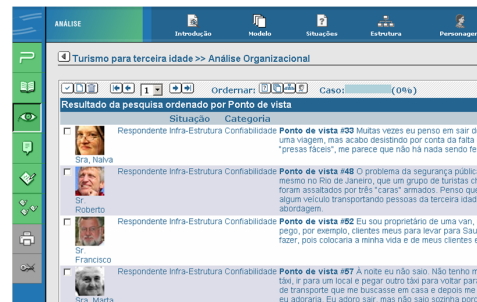 ANÁLISE
Introdução Modelo Situações Estrutura Personagen
Turismo para terceira idade >> Análise Organizacional
1 Ordernar: Caso: (0%)
Resultado da pesquisa ordenado por Ponto de vista
Situação Categoria
Respondente Infra-Estrutura Confiabilidade Ponto de vista #33 Muitas vezes eu penso em sair d
uma viagem, mas acabo desistindo por conta da falta
"presas fáceis", me parece que não há nada sendo fe
Sra, Nalva
Respondente Infra-Estrutura Confiabilidade Ponto de vista #48 O problema da segurança públic
mesmo no Rio de Janeiro, que um grupo de turistas ch
foram assaltados por três "caras" armados. Penso que
algum veículo transportando pessoas da terceira idad
abordagem.
Sr
Roberto
Respondente Infra-Estrutura Confiabilidade Ponto de vista #52 Eu sou proprietário de uma van,
pego, por exemplo, clientes meus para levar para Sau
fazer, pois colocaria a minha vida e de meus clientes e
Sr.
Francisco
Respondente Infra-Estrutura Confiabilidade Ponto de vista #57 À noite eu não saio. Não tenho m
táxi, ir para um local e pegar outro táxi para voltar para
de transporte que me buscasse em casa e depois me
eu adoraria. Eu adoro sair, mas não saio sozinha porq
Sra, Marta